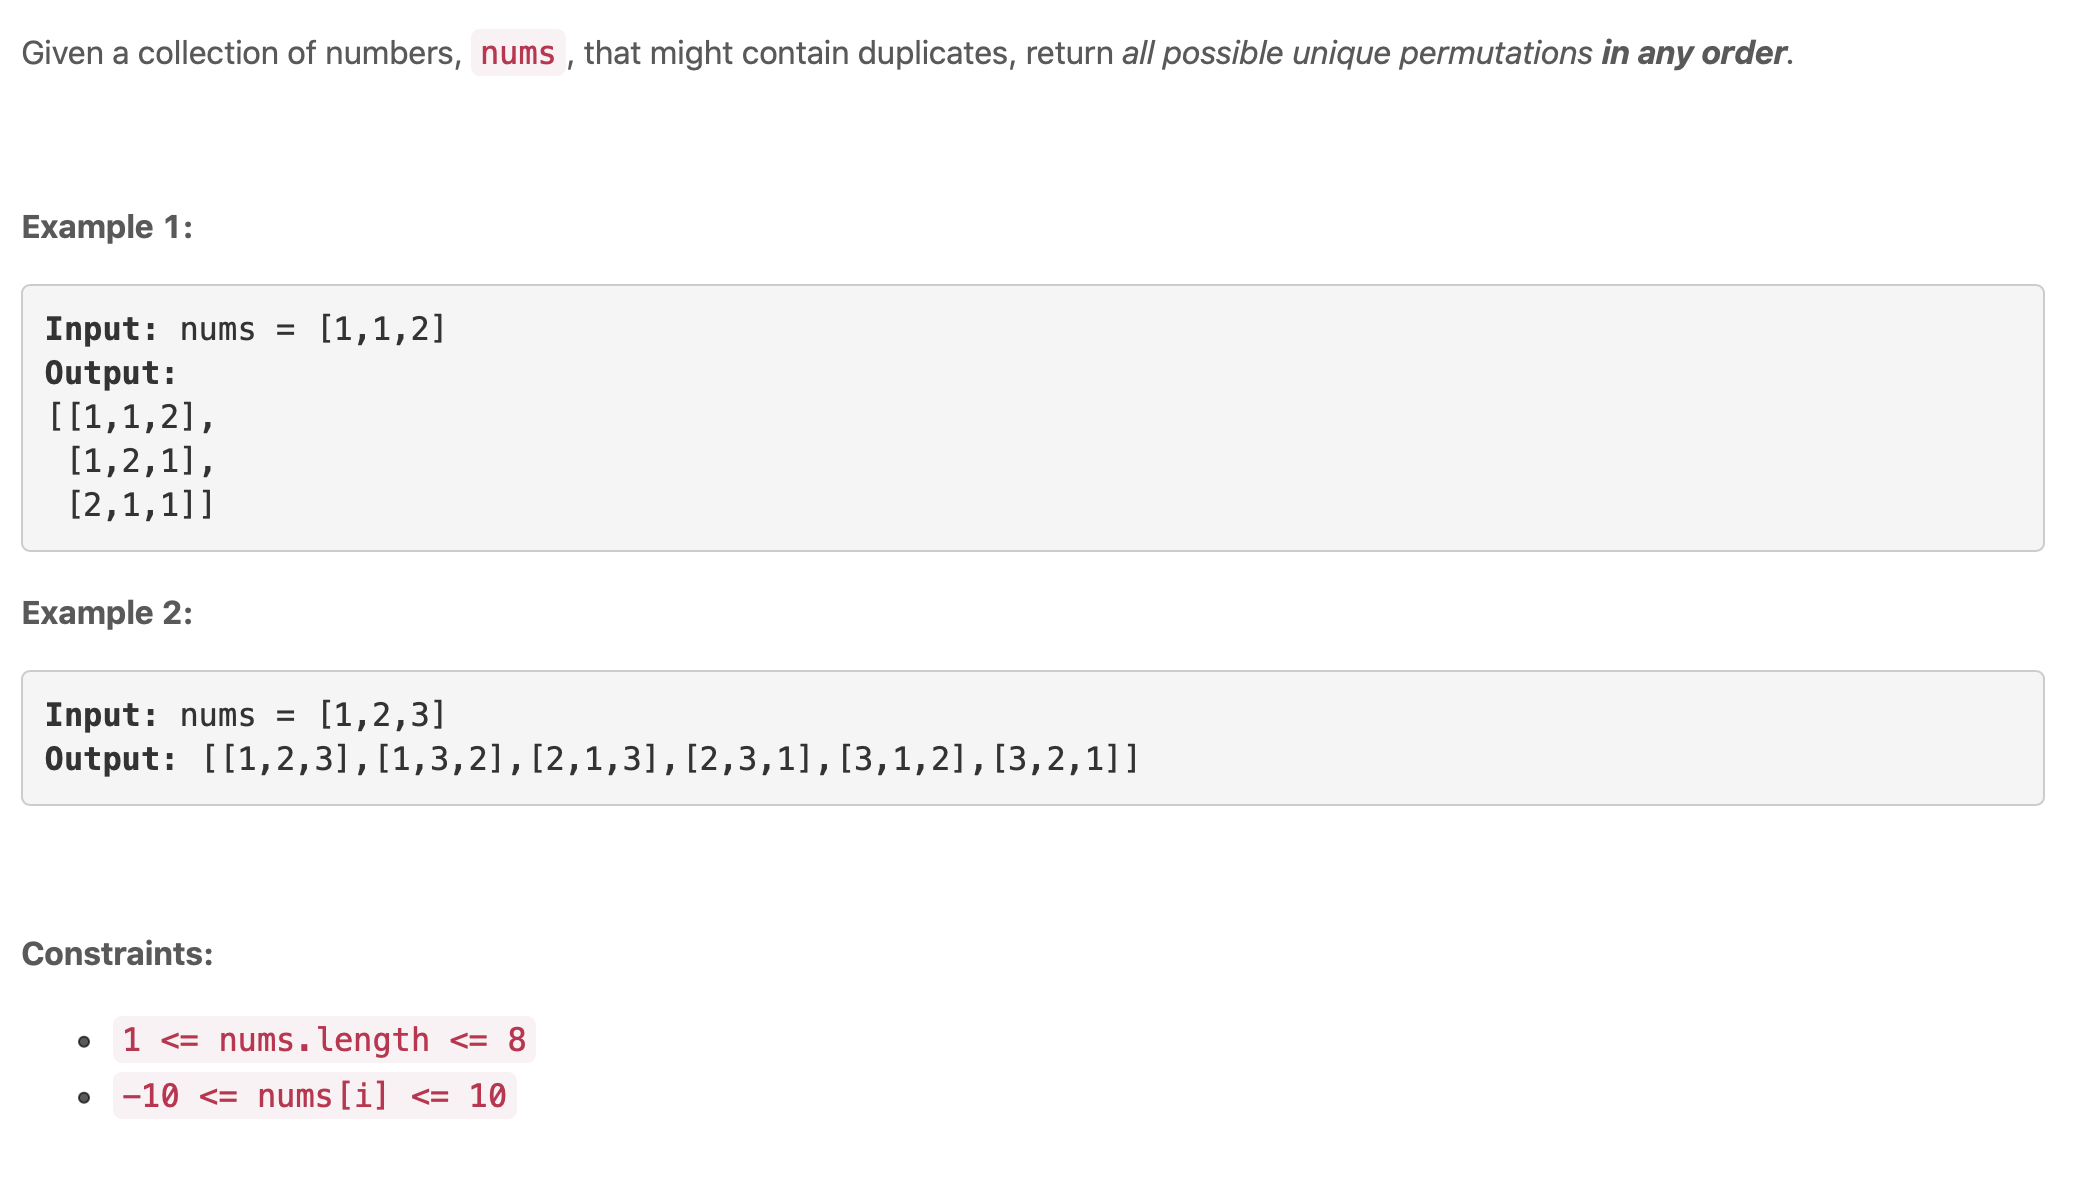 Given a collection of numbers, nums, that might contain duplicates, return all possible unique permutations in any order.
Example 1:
Input: nums = [1,1,2]
Output:
[[1,1,2],
 [1,2,1],
 [2,1,1]]
Example 2:
Input: nums = [1,2,3]
Output: [[1,2,3],[1,3,2],[2,1,3],[2,3,1],[3,1,2],[3,2,1]]
Constraints:
• 1 <= nums.length <= 8
• -10 <= nums[i] <= 10